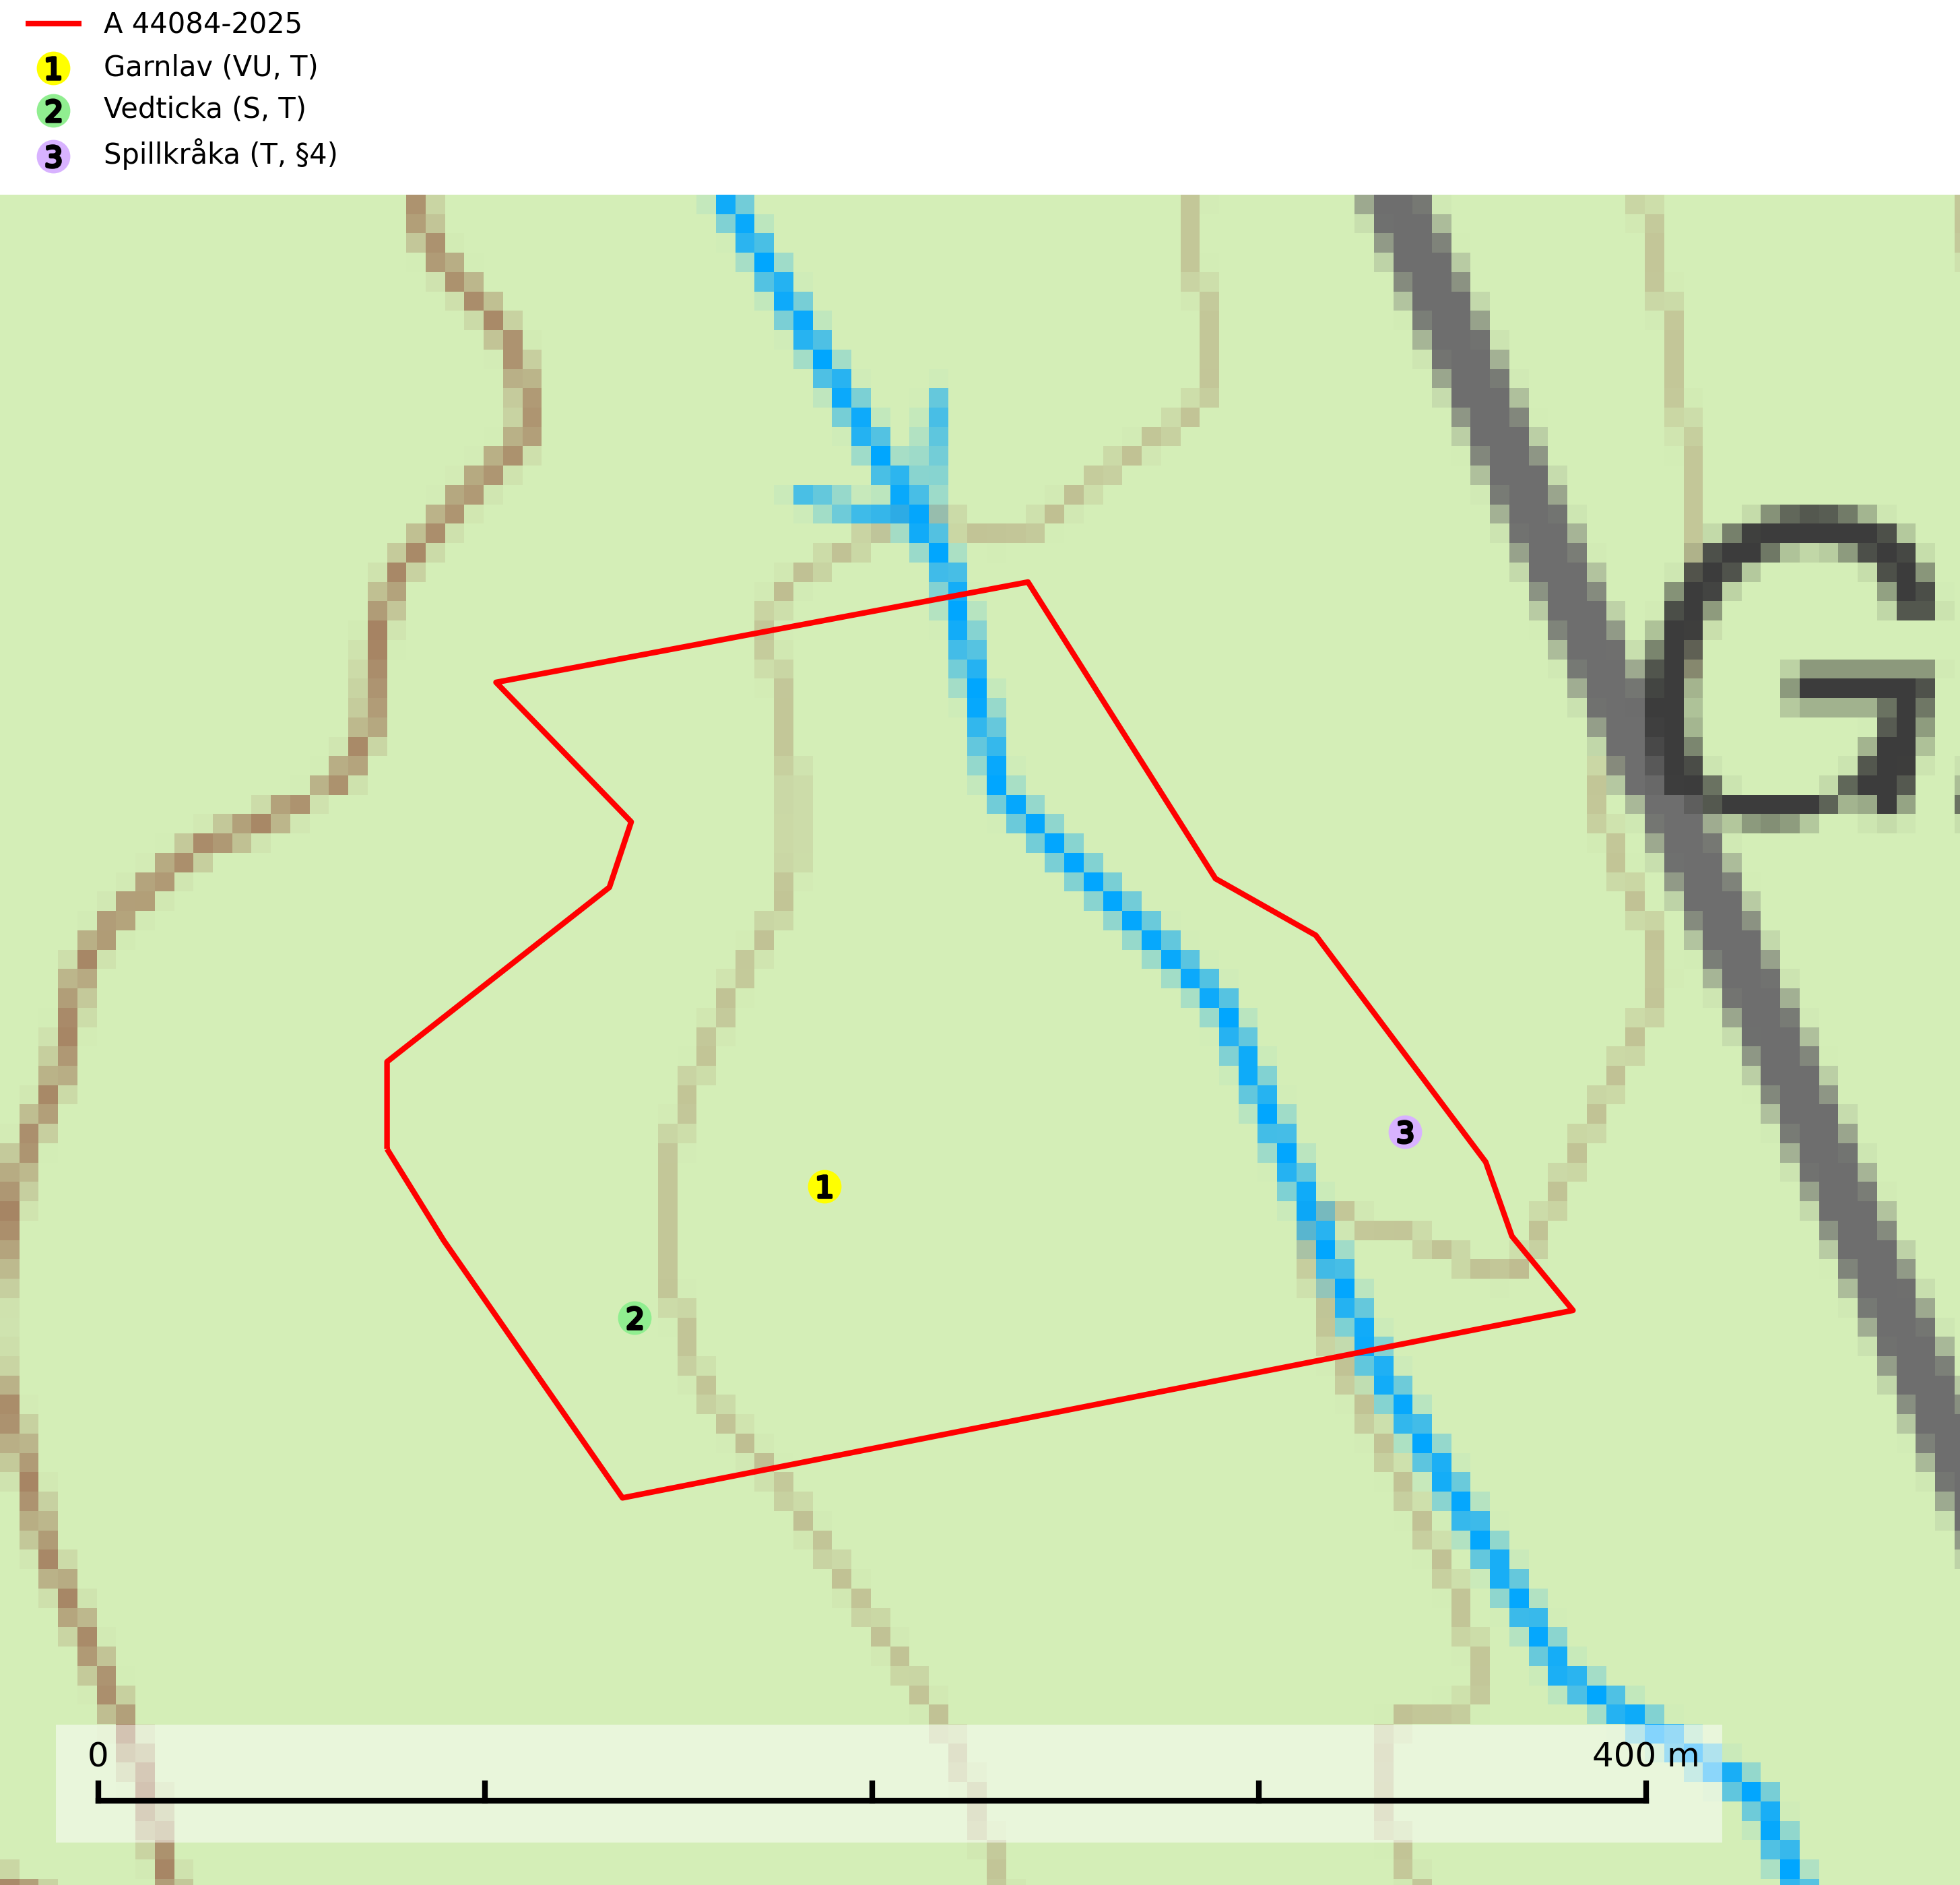 A 44084-2025
1 Garnlav (VU, T)
2 Vedticka (S, T)
3 Spillkråka (T, §4)
G
3
1
2
0 400 m